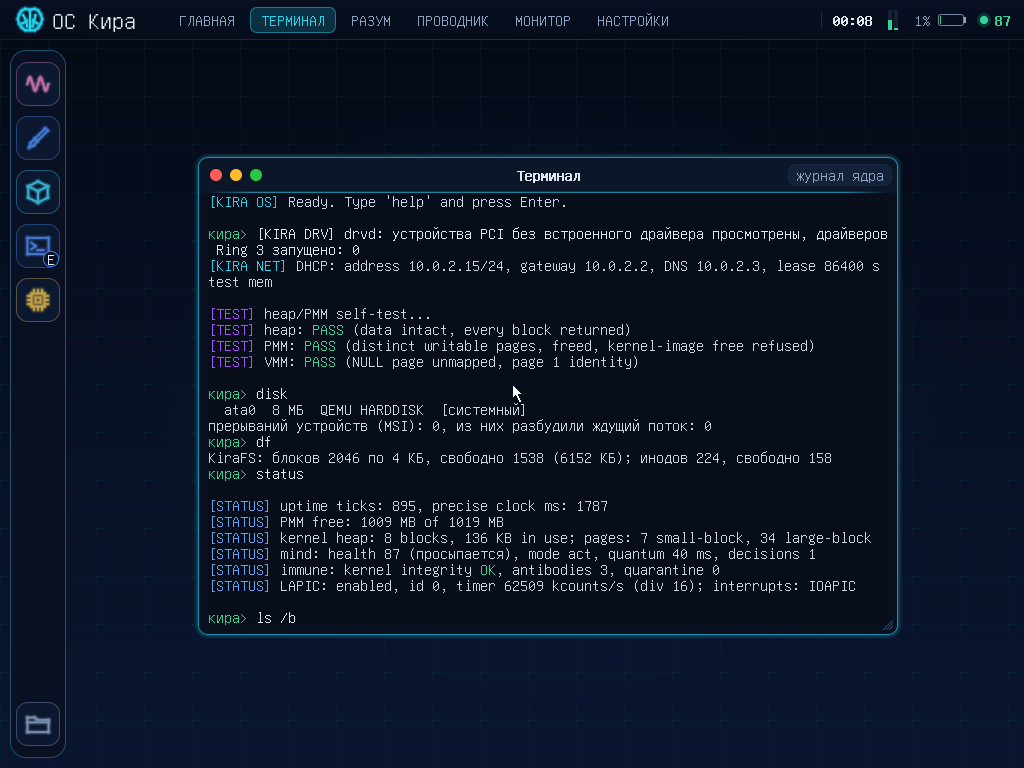 ОС Кира
ГЛАВНАЯ ТЕРМИНАЛ РАЗУМ ПРОВОДНИК МОНИТОР НАСТРОЙКИ
00:08 1% 87
E
Терминал
журнал ядра
[KIRA OS] Ready. Type 'help' and press Enter.
кира> [KIRA DRV] drvd: устройства PCI без встроенного драйвера просмотрены, драйверов
Ring 3 запущено: 0
[KIRA NET] DHCP: address 10.0.2.15/24, gateway 10.0.2.2, DNS 10.0.2.3, lease 86400 s
test mem
[TEST] heap/PMM self-test...
[TEST] heap: PASS (data intact, every block returned)
[TEST] PMM: PASS (distinct writable pages, freed, kernel-image free refused)
[TEST] VMM: PASS (NULL page unmapped, page 1 identity)
кира> disk
ata0 8 МБ QEMU HARDDISK [системный]
прерываний устройств (MSI): 0, из них разбудили ждущий поток: 0
кира> df
KiraFS: блоков 2046 по 4 КБ, свободно 1538 (6152 КБ); инодов 224, свободно 158
кира> status
[STATUS] uptime ticks: 895, precise clock ms: 1787
[STATUS] PMM free: 1009 MB of 1019 MB
[STATUS] kernel heap: 8 blocks, 136 KB in use; pages: 7 small-block, 34 large-block
[STATUS] mind: health 87 (просыпается), mode act, quantum 40 ms, decisions 1
[STATUS] immune: kernel integrity OK, antibodies 3, quarantine 0
[STATUS] LAPIC: enabled, id 0, timer 62509 kcounts/s (div 16); interrupts: IOAPIC
кира> ls /b